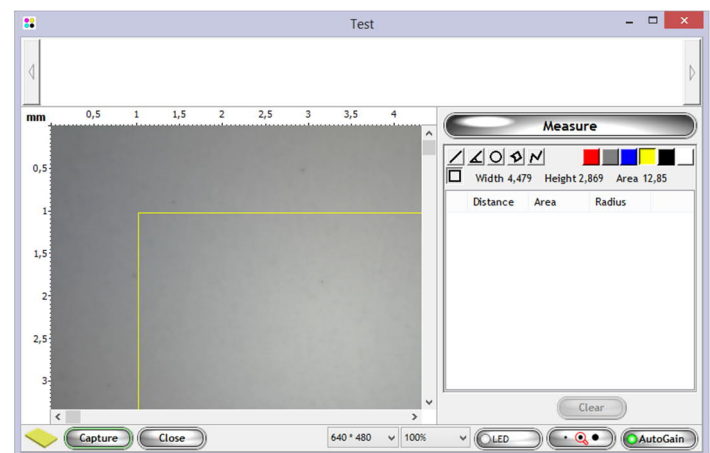 Test
mm 0,5 1 1,5 2 2,5 3 3,5 4
0,5
1
1,5
2
2,5
3
Measure
Width 4,479 Height 2,869 Area 12,85
Distance Area Radius
Clear
Capture Close 640 * 480 100% LED AutoGain